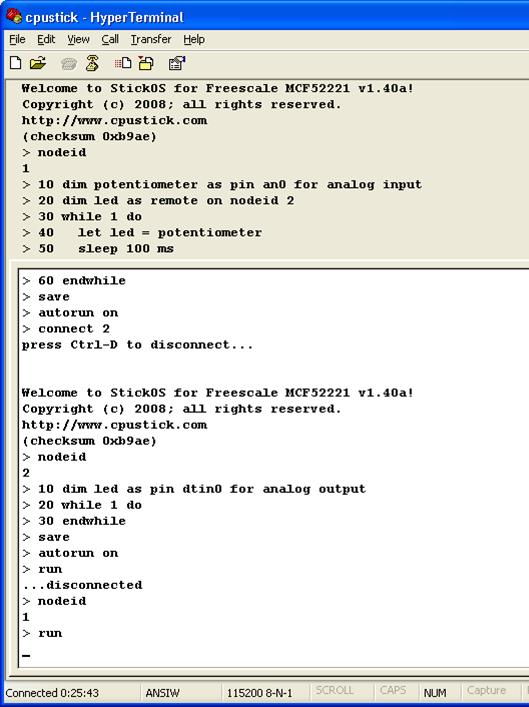 cpustick - HyperTerminal
File Edit View Call Transfer Help
Welcome to StickOS for Freescale MCF52221 v1.40a!
Copyright (c) 2008; all rights reserved.
http://www.cpustick.com
(checksum 0xb9ae)
> nodeid
1
> 10 dim potentiometer as pin an0 for analog input
> 20 dim led as remote on nodeid 2
> 30 while 1 do
> 40   let led = potentiometer
> 50   sleep 100 ms
> 60 endwhile
> save
> autorun on
> connect 2
press Ctrl-D to disconnect...
Welcome to StickOS for Freescale MCF52221 v1.40a!
Copyright (c) 2008; all rights reserved.
http://www.cpustick.com
(checksum 0xb9ae)
> nodeid
2
> 10 dim led as pin dtin0 for analog output
> 20 while 1 do
> 30 endwhile
> save
> autorun on
> run
...disconnected
> nodeid
1
> run
_
Connected 0:25:43 ANSIW 115200 8-N-1 SCROLL CAPS NUM Capture